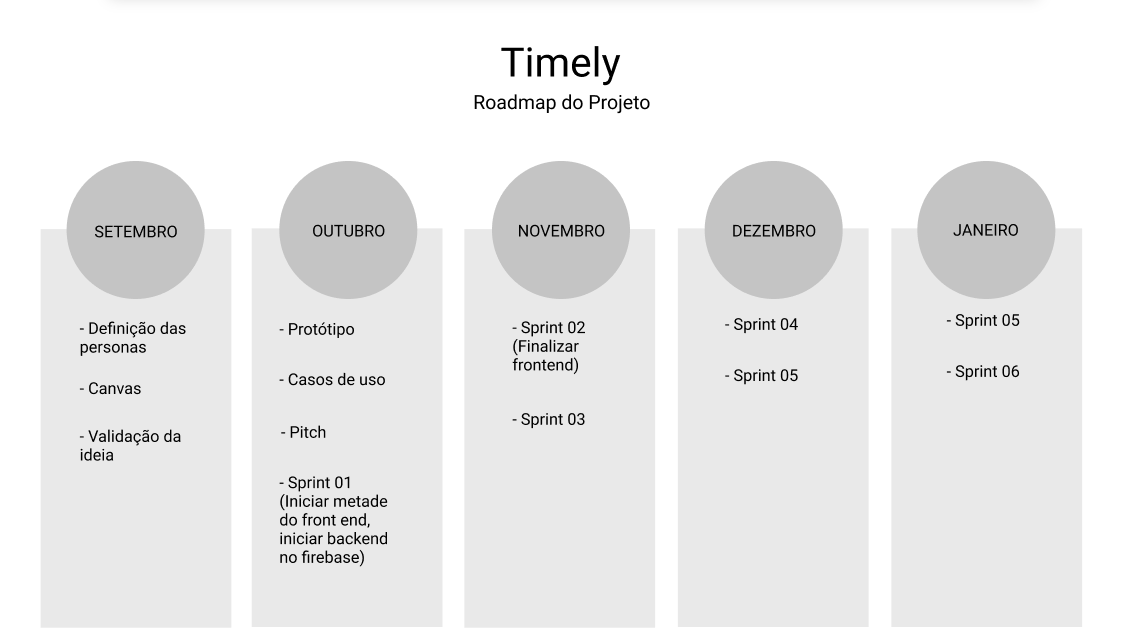 Timely
Roadmap do Projeto
SETEMBRO
- Definição das
personas
- Canvas
- Validação da
ideia
OUTUBRO
- Protótipo
- Casos de uso
- Pitch
- Sprint 01
(Iniciar metade
do front end,
iniciar backend
no firebase)
NOVEMBRO
- Sprint 02
(Finalizar
frontend)
- Sprint 03
DEZEMBRO
- Sprint 04
- Sprint 05
JANEIRO
- Sprint 05
- Sprint 06